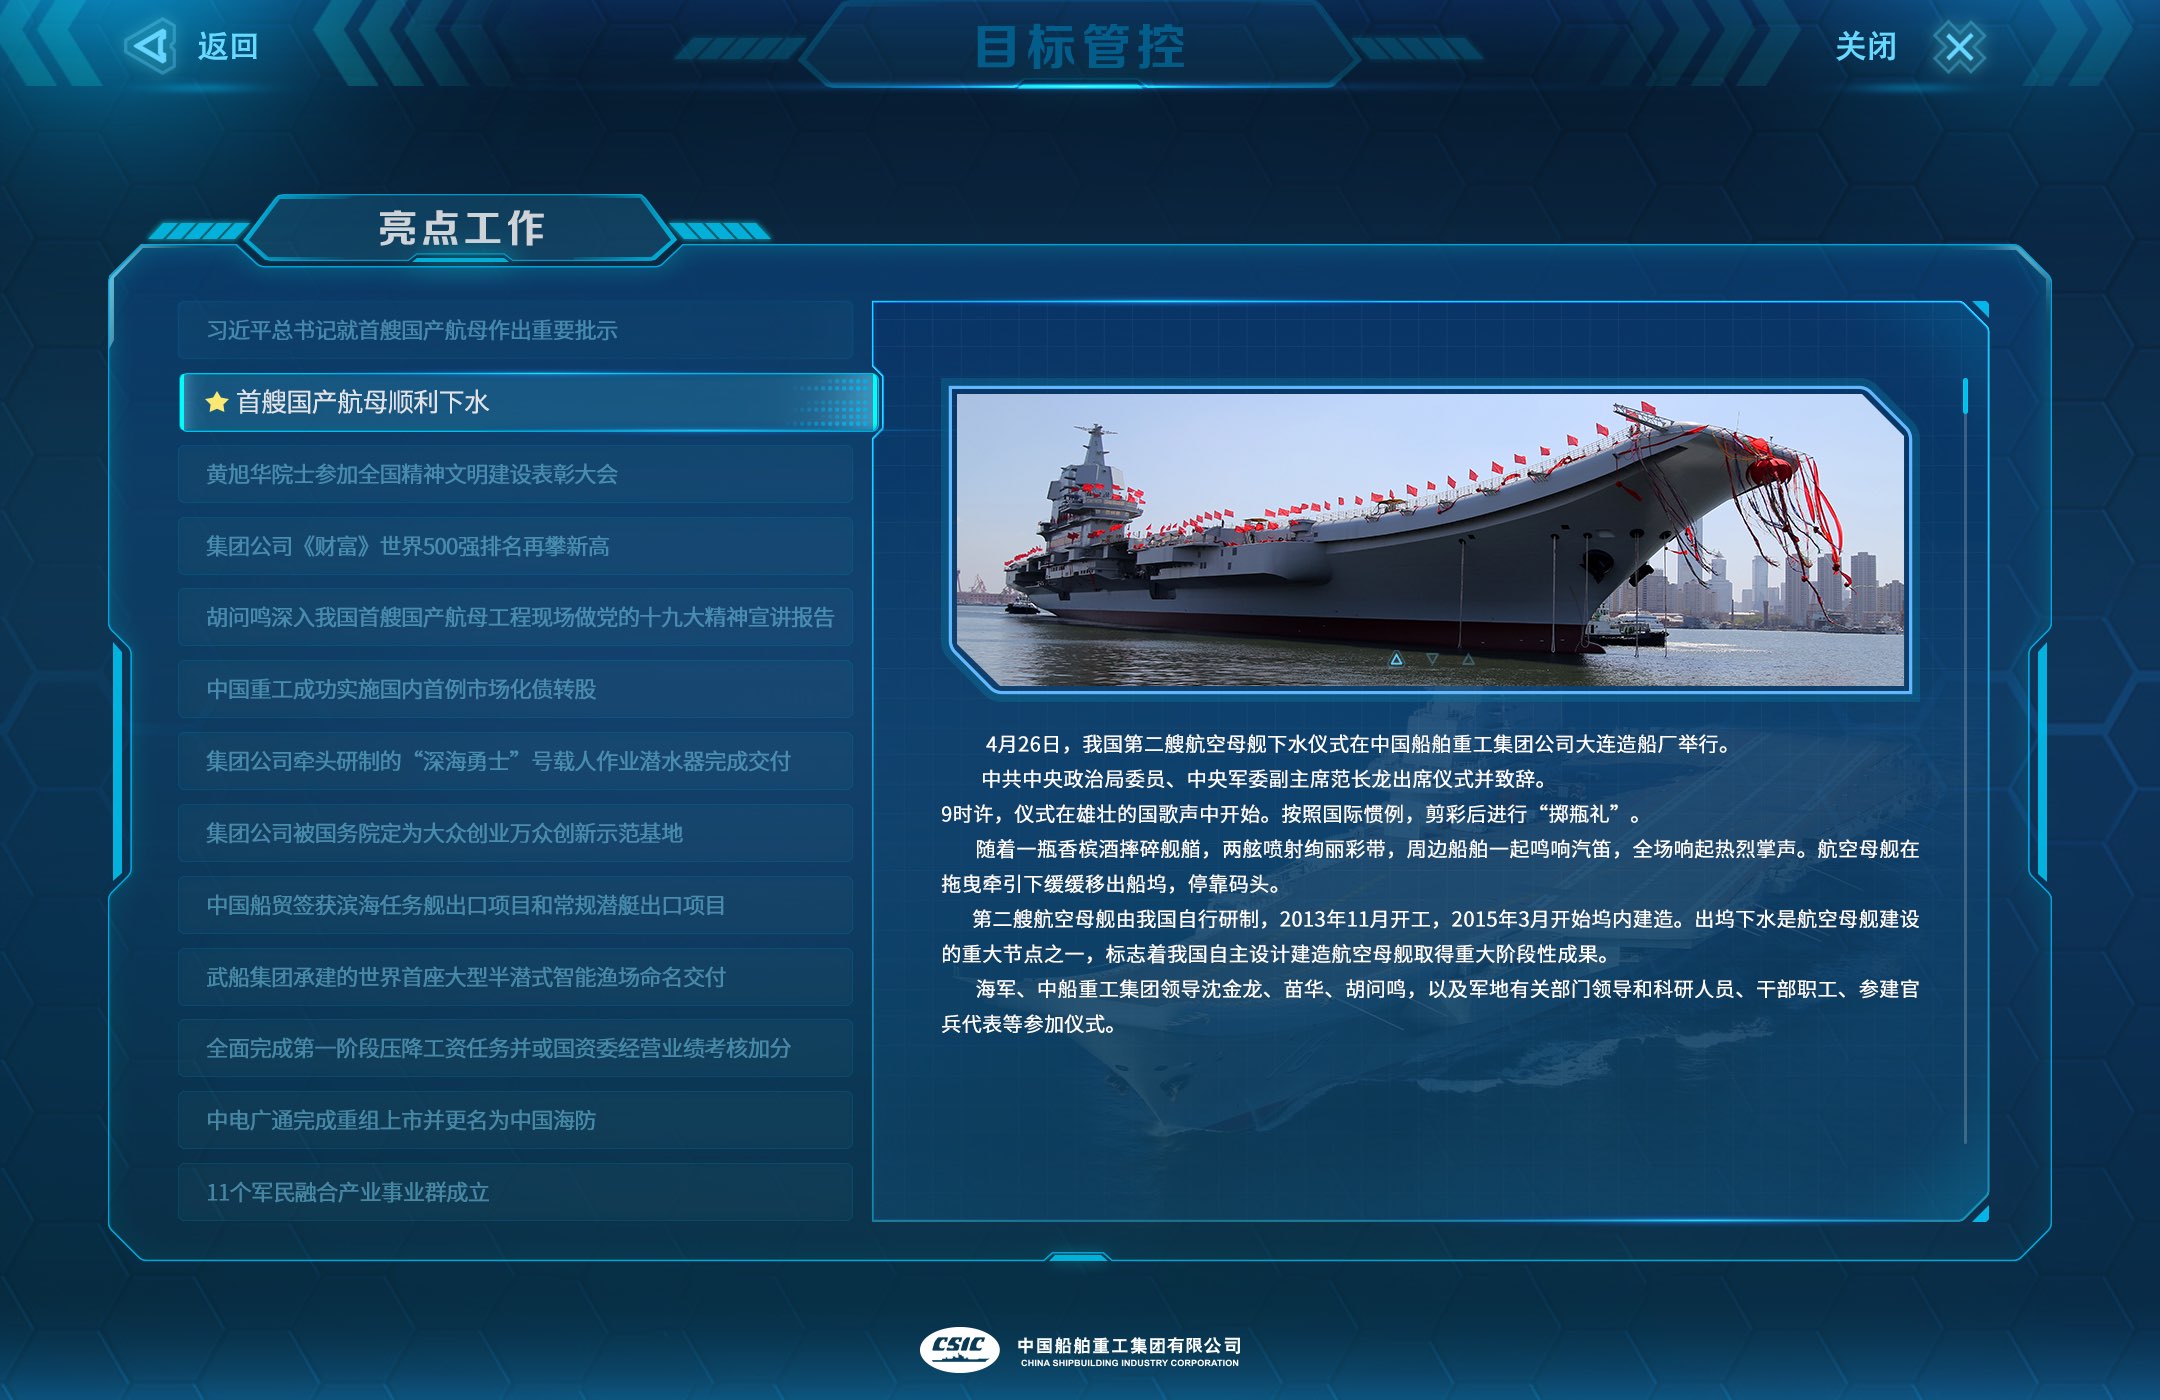 返回
目标管控
关闭
亮点工作
习近平总书记就首艘国产航母作出重要批示
首艘国产航母顺利下水
黄旭华院士参加全国精神文明建设表彰大会
集团公司《财富》世界500强排名再攀新高
胡问鸣深入我国首艘国产航母工程现场做党的十九大精神宣讲报告
中国重工成功实施国内首例市场化债转股
集团公司牵头研制的“深海勇士”号载人作业潜水器完成交付
集团公司被国务院定为大众创业万众创新示范基地
中国船贸签获滨海任务舰出口项目和常规潜艇出口项目
武船集团承建的世界首座大型半潜式智能渔场命名交付
全面完成第一阶段压降工资任务并或国资委经营业绩考核加分
中电广通完成重组上市并更名为中国海防
11个军民融合产业事业群成立
4月26日，我国第二艘航空母舰下水仪式在中国船舶重工集团公司大连造船厂举行。
中共中央政治局委员、中央军委副主席范长龙出席仪式并致辞。
9时许，仪式在雄壮的国歌声中开始。按照国际惯例，剪彩后进行“掷瓶礼”。
随着一瓶香槟酒摔碎舰艏，两舷喷射绚丽彩带，周边船舶一起鸣响汽笛，全场响起热烈掌声。航空母舰在
拖曳牵引下缓缓移出船坞，停靠码头。
第二艘航空母舰由我国自行研制，2013年11月开工，2015年3月开始坞内建造。出坞下水是航空母舰建设
的重大节点之一，标志着我国自主设计建造航空母舰取得重大阶段性成果。
海军、中船重工集团领导沈金龙、苗华、胡问鸣，以及军地有关部门领导和科研人员、干部职工、参建官
兵代表等参加仪式。
CSIC
中国船舶重工集团有限公司
CHINA SHIPBUILDING INDUSTRY CORPORATION